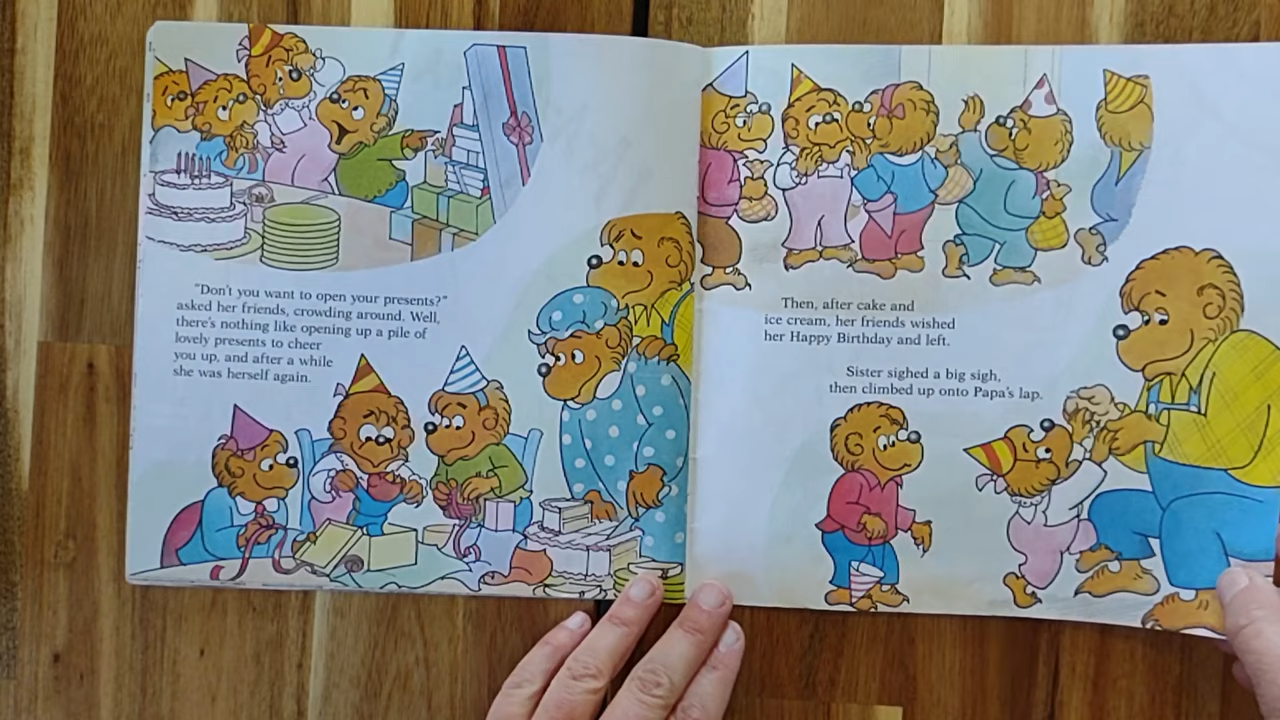 "Don't you want to open your presents?"
asked her friends, crowding around. Well,
there's nothing like opening up a pile of
lovely presents to cheer
you up, and after a while
she was herself again.
Then, after cake and
ice cream, her friends wished
her Happy Birthday and left.
Sister sighed a big sigh,
then climbed up onto Papa's lap.